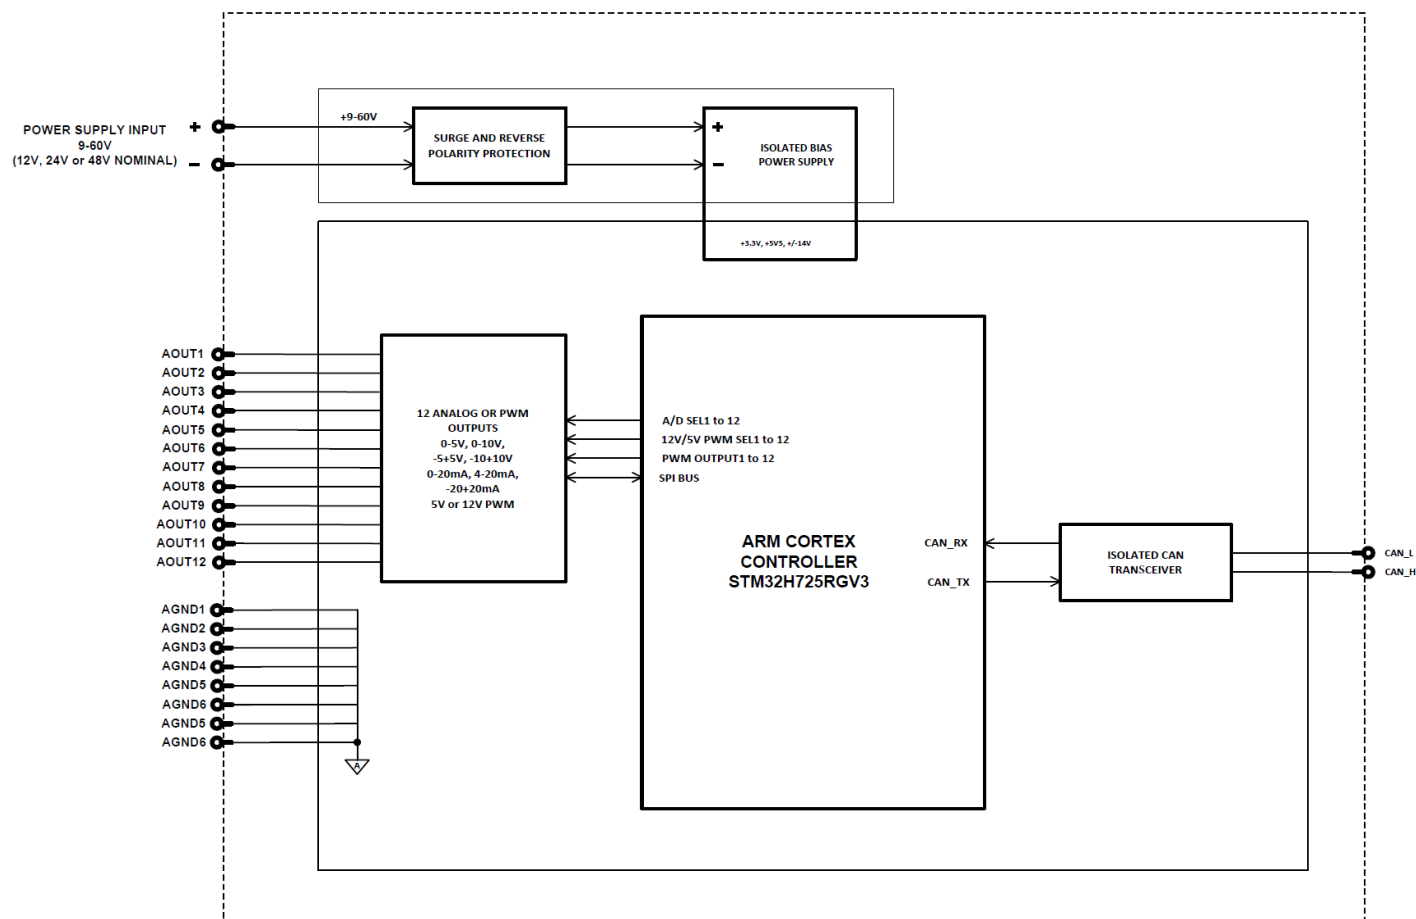 POWER SUPPLY INPUT
9-60V
(12V, 24V or 48V NOMINAL)
+
−
+9-60V
SURGE AND REVERSE
POLARITY PROTECTION
+
−
ISOLATED BIAS
POWER SUPPLY
+3.3V, +5V5, +/-14V
AOUT1
AOUT2
AOUT3
AOUT4
AOUT5
AOUT6
AOUT7
AOUT8
AOUT9
AOUT10
AOUT11
AOUT12
12 ANALOG OR PWM
OUTPUTS
0-5V, 0-10V,
-5+5V, -10+10V
0-20mA, 4-20mA,
-20+20mA
5V or 12V PWM
A/D SEL1 to 12
12V/5V PWM SEL1 to 12
PWM OUTPUT1 to 12
SPI BUS
ARM CORTEX
CONTROLLER
STM32H725RGV3
CAN_RX
CAN_TX
ISOLATED CAN
TRANSCEIVER
CAN_L
CAN_H
AGND1
AGND2
AGND3
AGND4
AGND5
AGND6
AGND5
AGND6
A